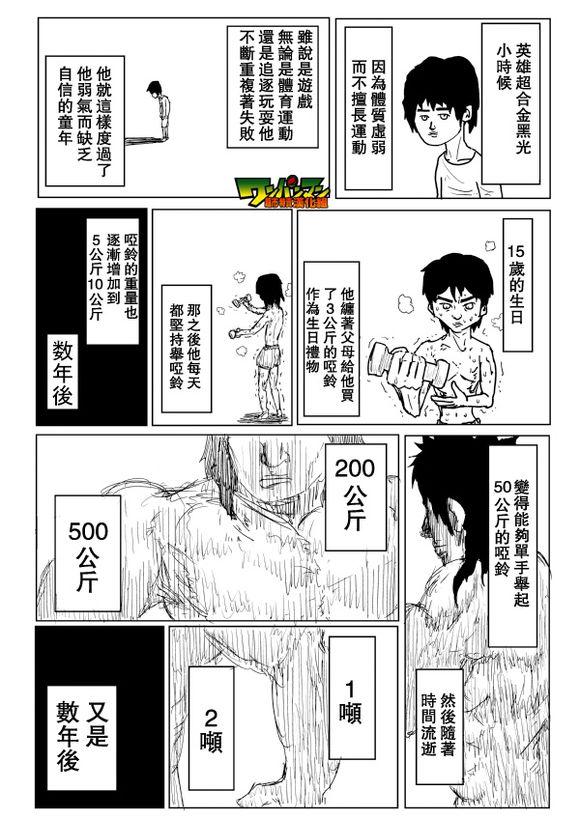 英雄超合金黑光
小時候
因為體質虛弱
而不擅長運動
雖說是遊戲
無論是體育運動
還是追逐玩耍他
不斷重複著失敗
他就這樣度過了
他弱氣而缺乏
自信的童年
ワンパンマン
15歲的生日
他纏著父母給他買
了3公斤的啞鈴
作為生日禮物
那之後他每天
都堅持舉啞鈴
啞鈴的重量也
逐漸增加到
5公斤10公斤
数年後
變得能夠單手舉起
50公斤的啞鈴
200
公斤
500
公斤
然後隨著
時間流逝
1
噸
2
噸
又是
數年後